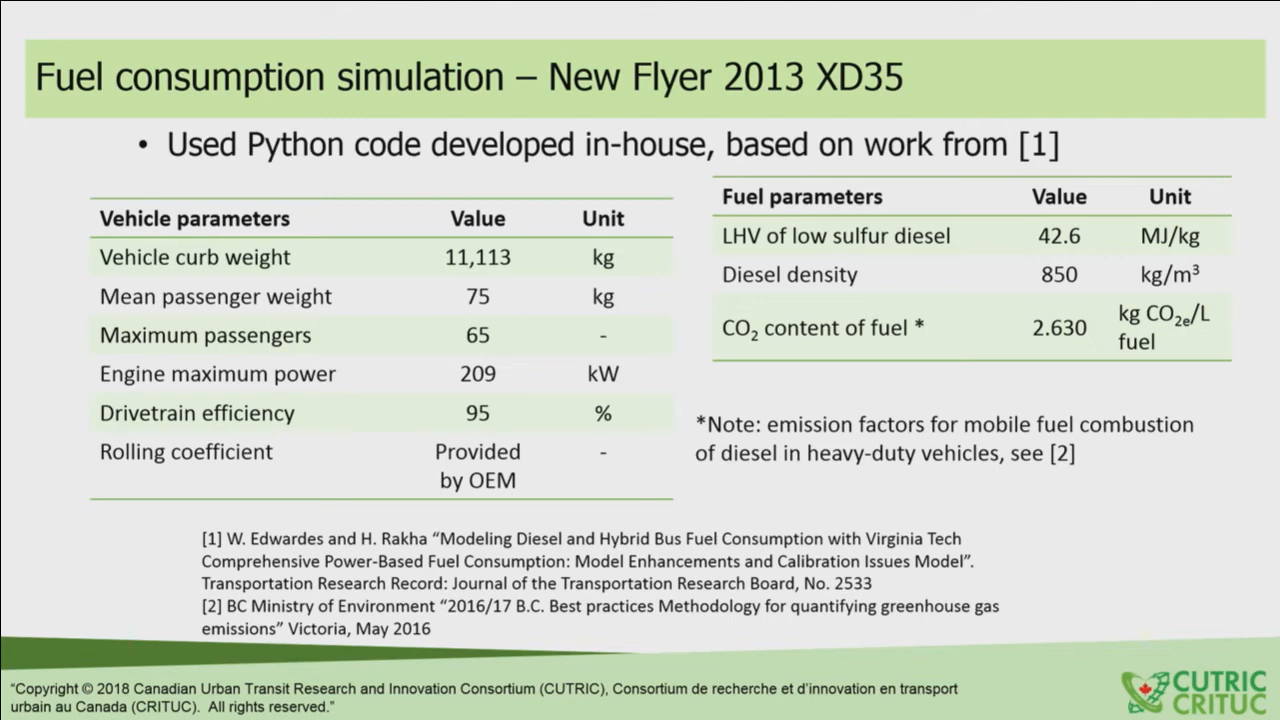 Fuel consumption simulation – New Flyer 2013 XD35
• Used Python code developed in-house, based on work from [1]
Vehicle parameters Value Unit
Vehicle curb weight 11,113 kg
Mean passenger weight 75 kg
Maximum passengers 65 -
Engine maximum power 209 kW
Drivetrain efficiency 95 %
Rolling coefficient Provided -
by OEM
Fuel parameters Value Unit
LHV of low sulfur diesel 42.6 MJ/kg
Diesel density 850 kg/m³
CO₂ content of fuel * 2.630 kg CO₂ₑ/L
fuel
*Note: emission factors for mobile fuel combustion
of diesel in heavy-duty vehicles, see [2]
[1] W. Edwardes and H. Rakha “Modeling Diesel and Hybrid Bus Fuel Consumption with Virginia Tech
Comprehensive Power-Based Fuel Consumption: Model Enhancements and Calibration Issues Model”.
Transportation Research Record: Journal of the Transportation Research Board, No. 2533
[2] BC Ministry of Environment “2016/17 B.C. Best practices Methodology for quantifying greenhouse gas
emissions” Victoria, May 2016
“Copyright © 2018 Canadian Urban Transit Research and Innovation Consortium (CUTRIC), Consortium de recherche et d’innovation en transport
urbain au Canada (CRITUC). All rights reserved.”
CUTRIC
CRITUC